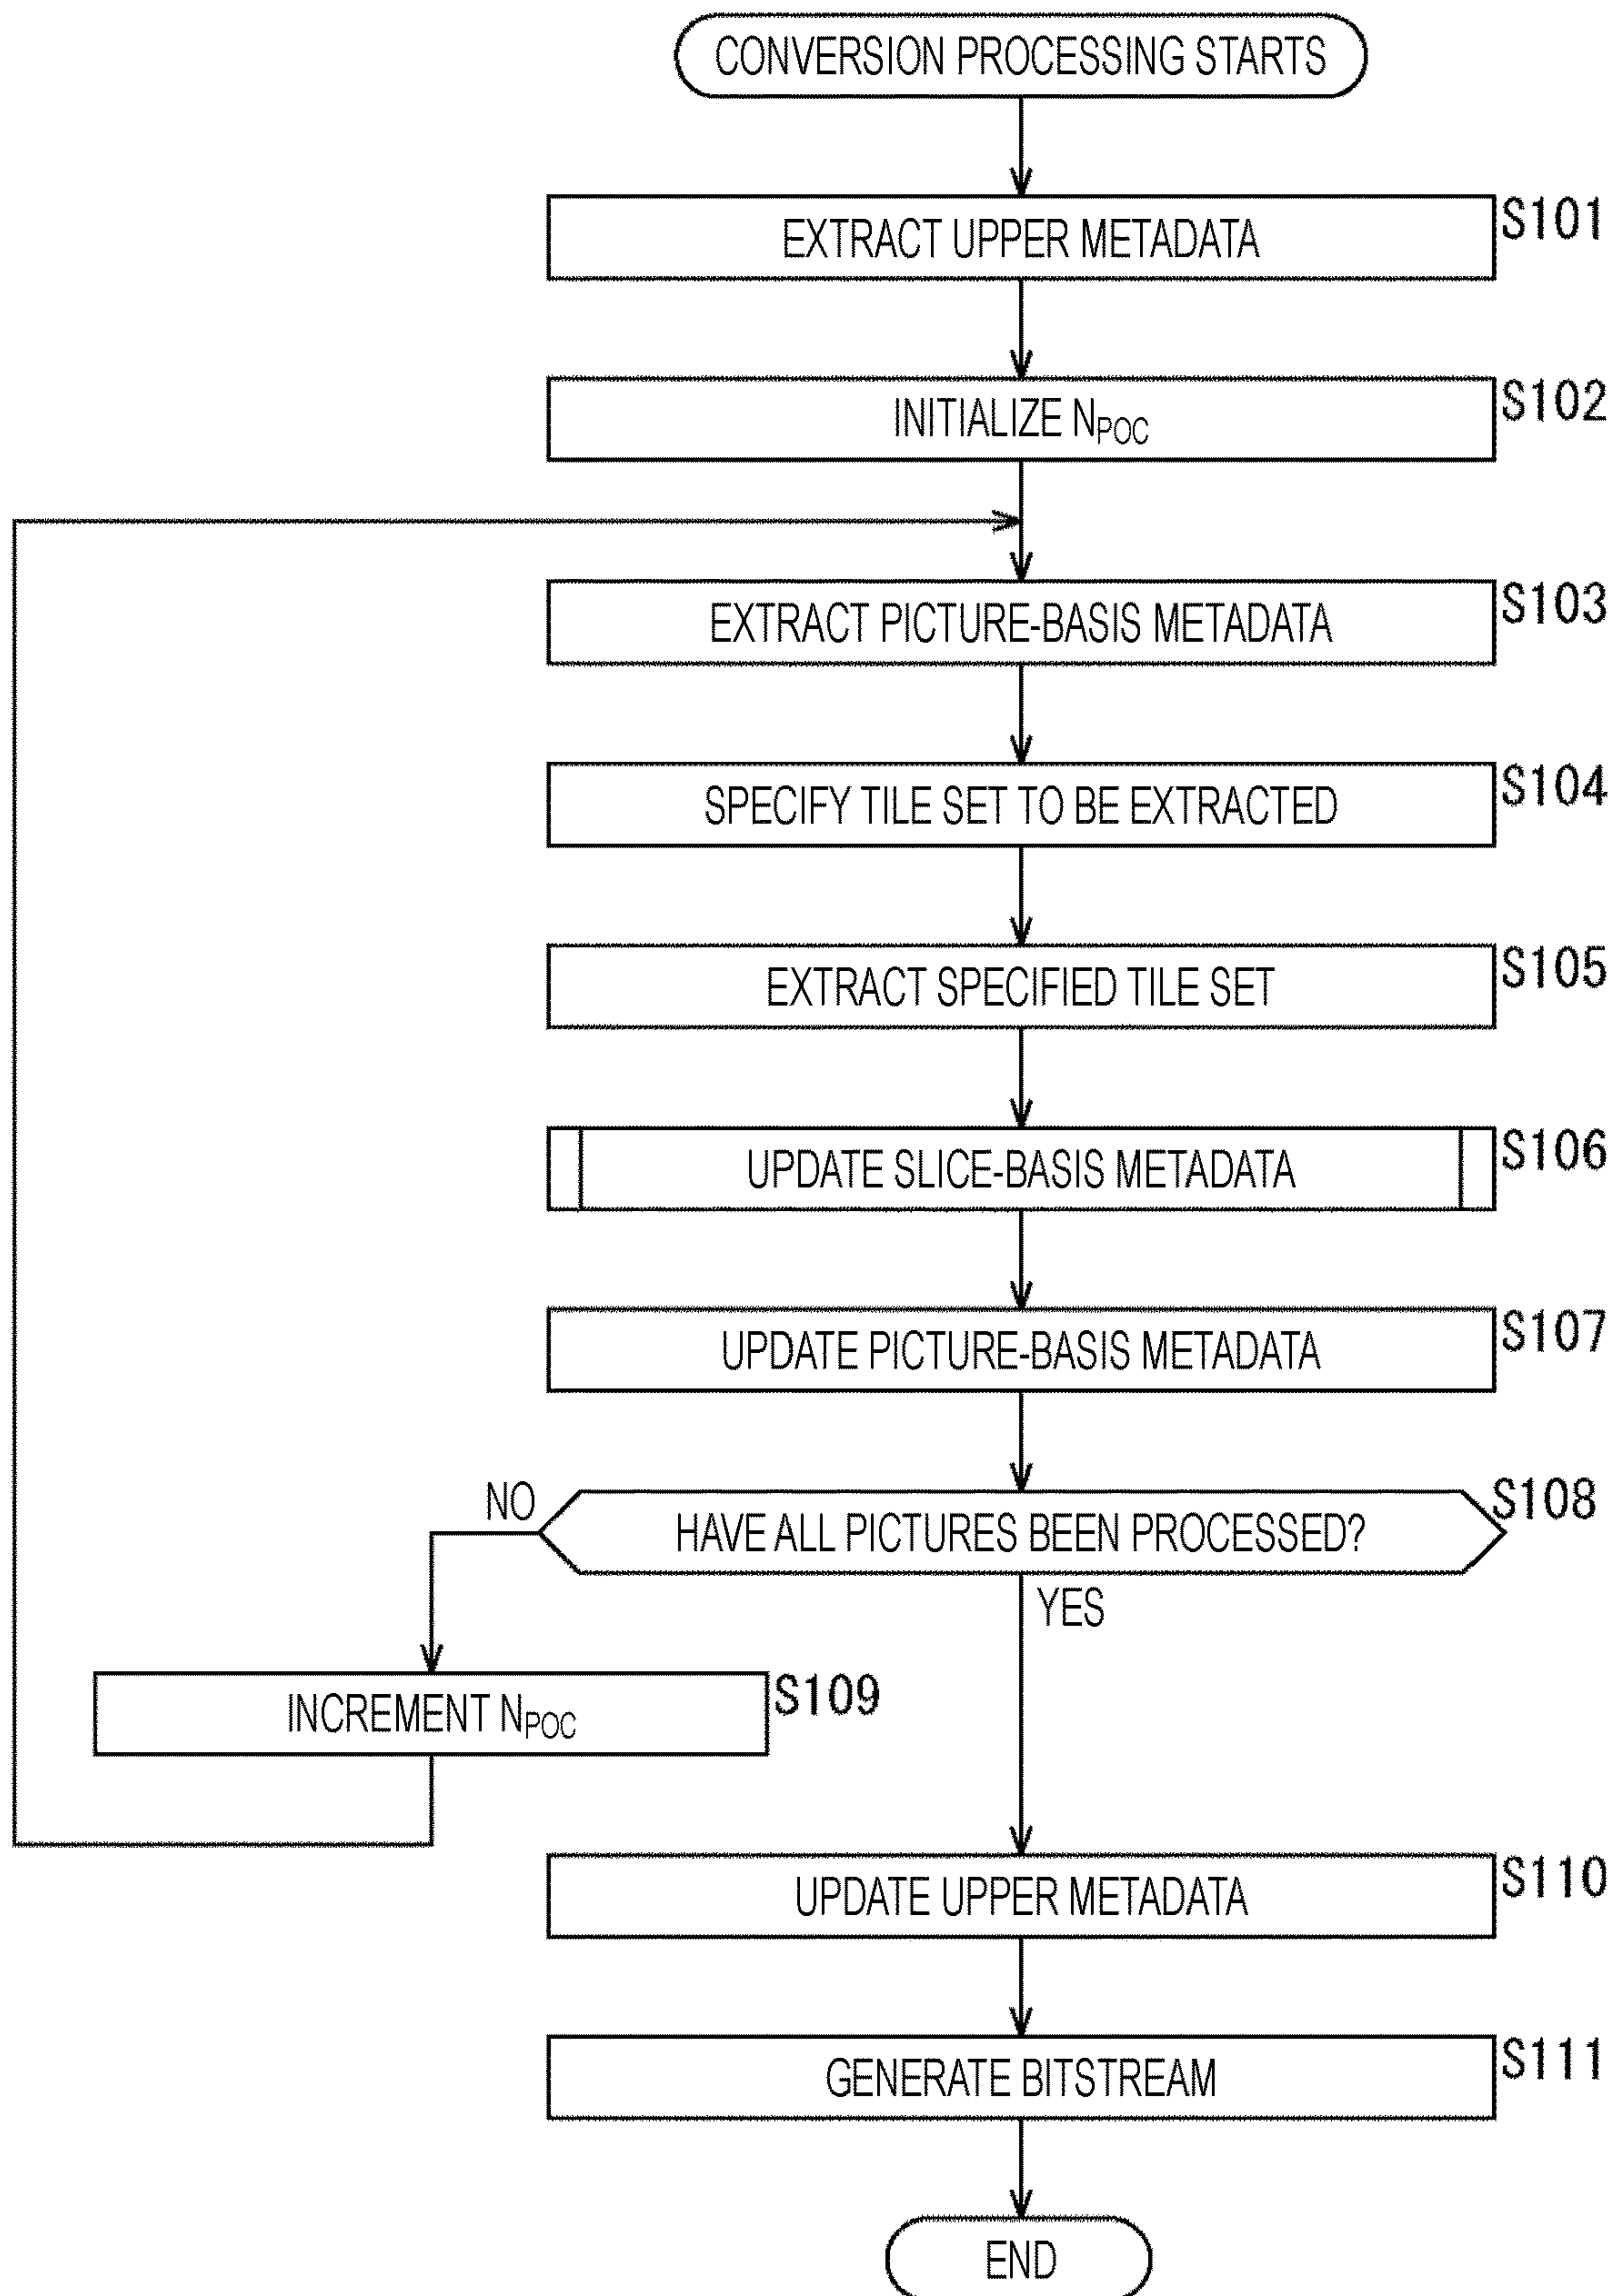 CONVERSION PROCESSING STARTS
EXTRACT UPPER METADATA S101
INITIALIZE NPOC S102
EXTRACT PICTURE-BASIS METADATA S103
SPECIFY TILE SET TO BE EXTRACTED S104
EXTRACT SPECIFIED TILE SET S105
UPDATE SLICE-BASIS METADATA S106
UPDATE PICTURE-BASIS METADATA S107
NO
HAVE ALL PICTURES BEEN PROCESSED? S108
YES
INCREMENT NPOC S109
UPDATE UPPER METADATA S110
GENERATE BITSTREAM S111
END